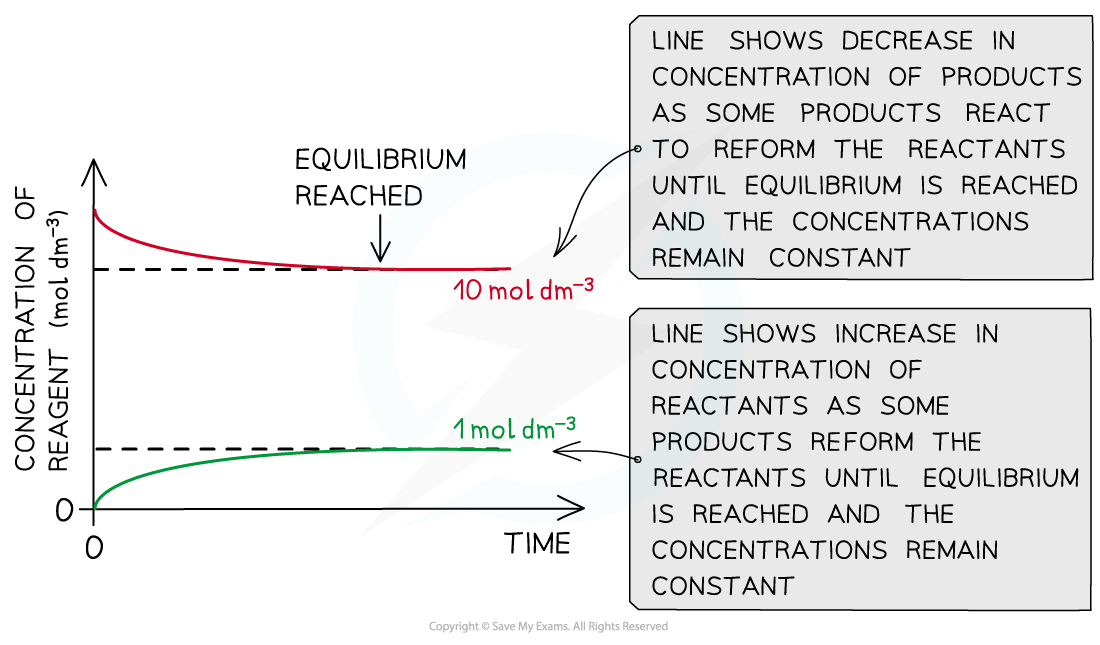 EQUILIBRIUM
REACHED
CONCENTRATION OF
REAGENT (mol dm⁻³)
10 mol dm⁻³
1 mol dm⁻³
0
0
TIME
LINE SHOWS DECREASE IN
CONCENTRATION OF PRODUCTS
AS SOME PRODUCTS REACT
TO REFORM THE REACTANTS
UNTIL EQUILIBRIUM IS REACHED
AND THE CONCENTRATIONS
REMAIN CONSTANT
LINE SHOWS INCREASE IN
CONCENTRATION OF
REACTANTS AS SOME
PRODUCTS REFORM THE
REACTANTS UNTIL EQUILIBRIUM
IS REACHED AND THE
CONCENTRATIONS REMAIN
CONSTANT
Copyright © Save My Exams. All Rights Reserved